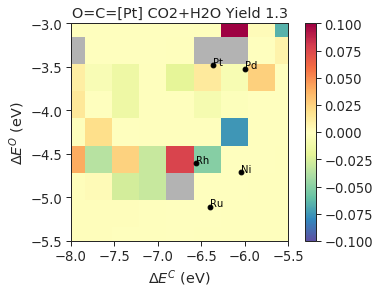 O=C=[Pt] CO2+H2O Yield 1.3
ΔE^O (eV)
−3.0
−3.5
−4.0
−4.5
−5.0
−5.5
Pt
Pd
Rh
Ni
Ru
−8.0 −7.5 −7.0 −6.5 −6.0 −5.5
ΔE^C (eV)
0.100
0.075
0.050
0.025
0.000
−0.025
−0.050
−0.075
−0.100